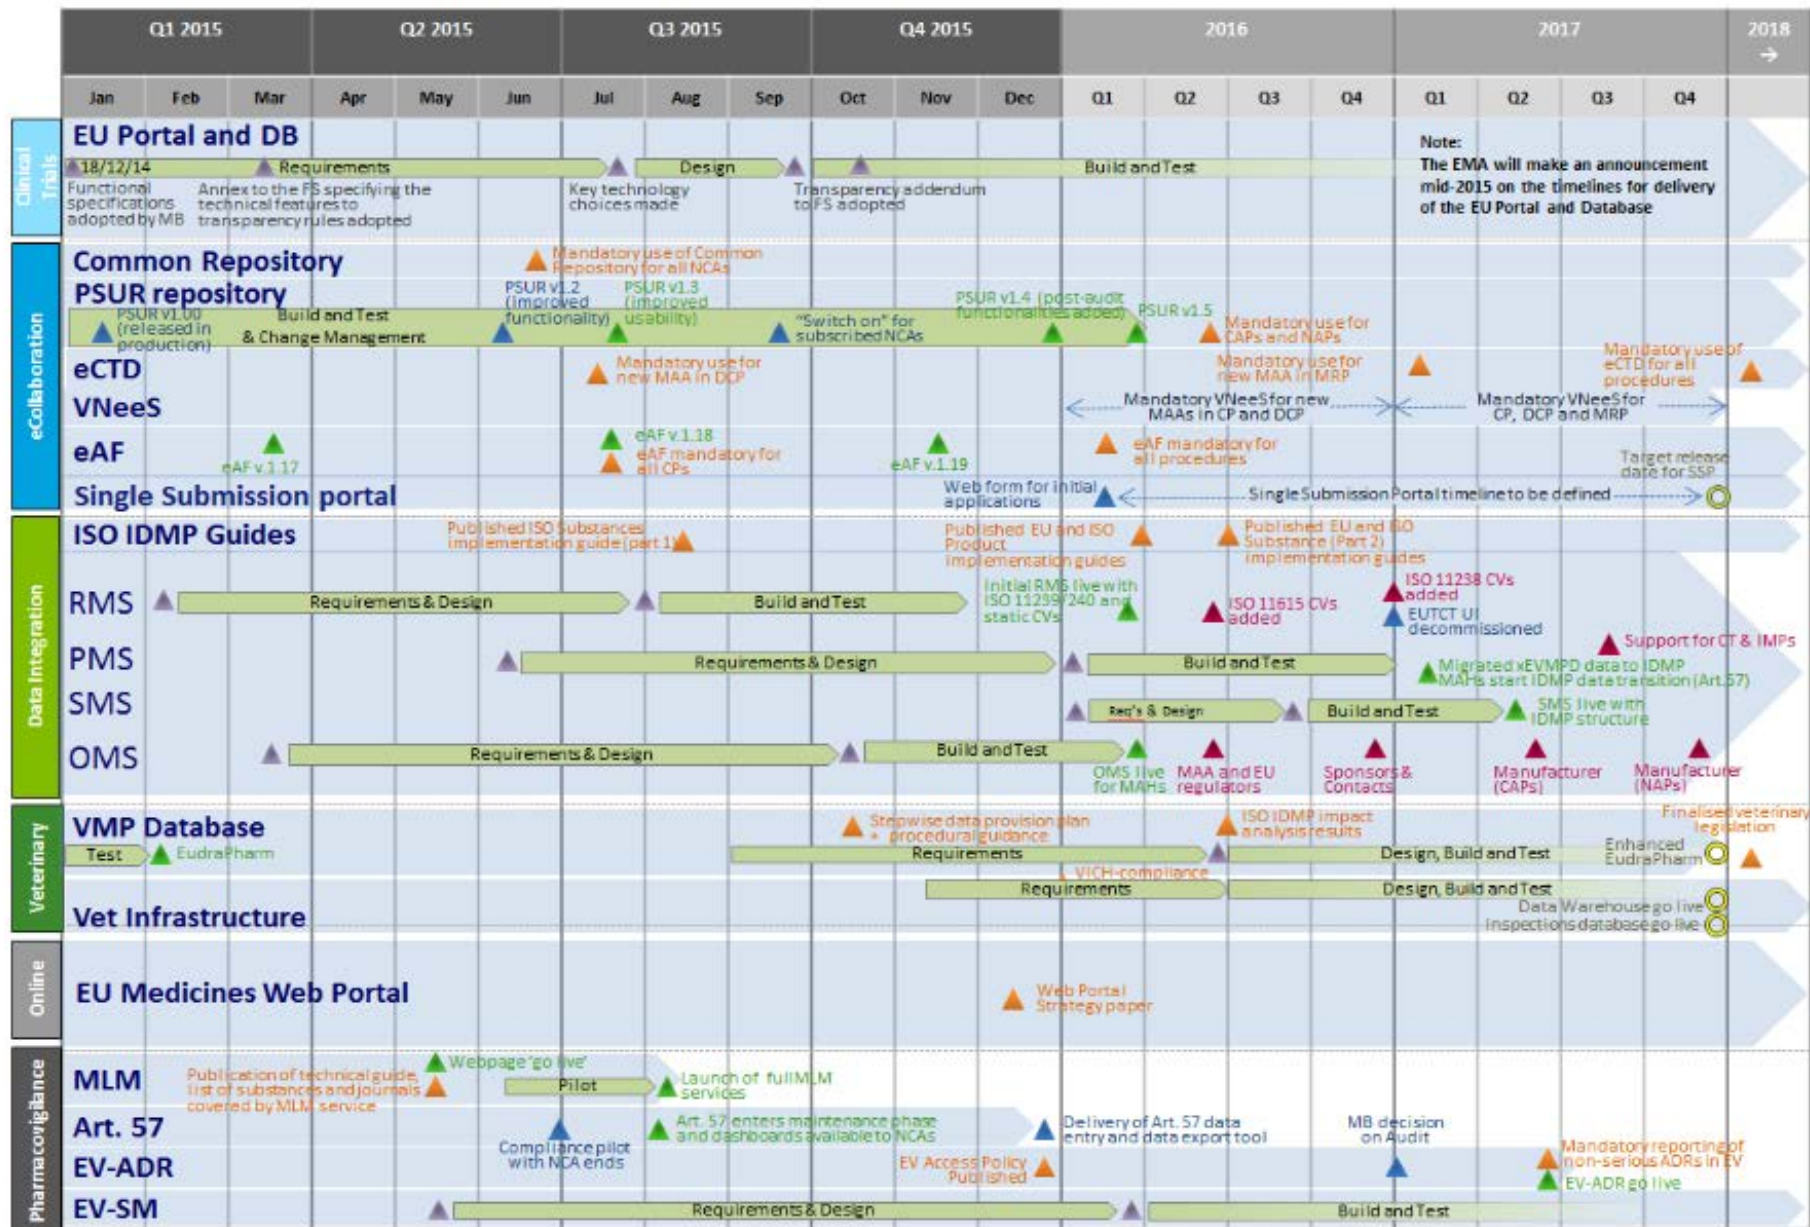 Q1 2015 Q2 2015 Q3 2015 Q4 2015 2016 2017 2018
→
Jan Feb Mar Apr May Jun Jul Aug Sep Oct Nov Dec Q1 Q2 Q3 Q4 Q1 Q2 Q3 Q4
Clinical
Trials
EU Portal and DB
18/12/14 Requirements Design Build and Test
Functional
specifications
adopted by MB
Annex to the FS specifying the
technical features to
transparency rules adopted
Key technology
choices made
Transparency addendum
to FS adopted
Note:
The EMA will make an announcement
mid-2015 on the timelines for delivery
of the EU Portal and Database
eCollaboration
Common Repository
Mandatory use of Common
Repository for all NCAs
PSUR repository
PSUR v1.00
(released in
production)
Build and Test
& Change Management
PSUR v1.2
(improved
functionality)
PSUR v1.3
(improved
usability)
"Switch on" for
subscribed NCAs
PSUR v1.4 (post-audit
functionalities added)
PSUR v1.5
Mandatory use for
CAPs and NAPs
eCTD
Mandatory use for
new MAA in DCP
Mandatory use for
new MAA in MRP
Mandatory use of
eCTD for all
procedures
VNeeS
Mandatory VNeeS for new
MAAs in CP and DCP
Mandatory VNeeS for
CP, DCP and MRP
eAF
eAF v.1.17
eAF v.1.18
eAF mandatory for
all CPs
eAF v.1.19
eAF mandatory for
all procedures
Target release
date for SSP
Single Submission portal
Web form for initial
applications
Single Submission Portal timeline to be defined
Data Integration
ISO IDMP Guides
Published ISO Substances
implementation guide (part 1)
Published EU and ISO
Product
implementation guides
Published EU and ISO
Substance (Part 2)
implementation guides
RMS
Requirements & Design
Build and Test
Initial RMS live with
ISO 11239/240 and
static CVs
ISO 11615 CVs
added
ISO 11238 CVs
added
EUTCT UI
decommissioned
PMS
Requirements & Design
Build and Test
Support for CT & IMPs
Migrated xEVMPD data to IDMP
MAHs start IDMP data transition (Art.57)
SMS
Req's & Design
Build and Test
SMS live with
IDMP structure
OMS
Requirements & Design
Build and Test
OMS live
for MAHs
MAA and EU
regulators
Sponsors &
Contacts
Manufacturer
(CAPs)
Manufacturer
(NAPs)
Veterinary
VMP Database
Test
EudraPharm
Stepwise data provision plan
+ procedural guidance
Requirements
ISO IDMP impact
analysis results
Design, Build and Test
Enhanced
EudraPharm
Finalised veterinary
legislation
VICH-compliance
Requirements
Design, Build and Test
Vet Infrastructure
Data Warehouse go live
Inspections database go live
Online
EU Medicines Web Portal
Web Portal
Strategy paper
Pharmacovigilance
MLM
Publication of technical guide,
list of substances and journals
covered by MLM service
Webpage 'go live'
Pilot
Launch of full MLM
services
Art. 57
Compliance pilot
with NCA ends
Art. 57 enters maintenance phase
and dashboards available to NCAs
Delivery of Art. 57 data
entry and data export tool
MB decision
on Audit
EV-ADR
EV Access Policy
Published
Mandatory reporting of
non-serious ADRs in EV
EV-ADR go live
EV-SM
Requirements & Design
Build and Test